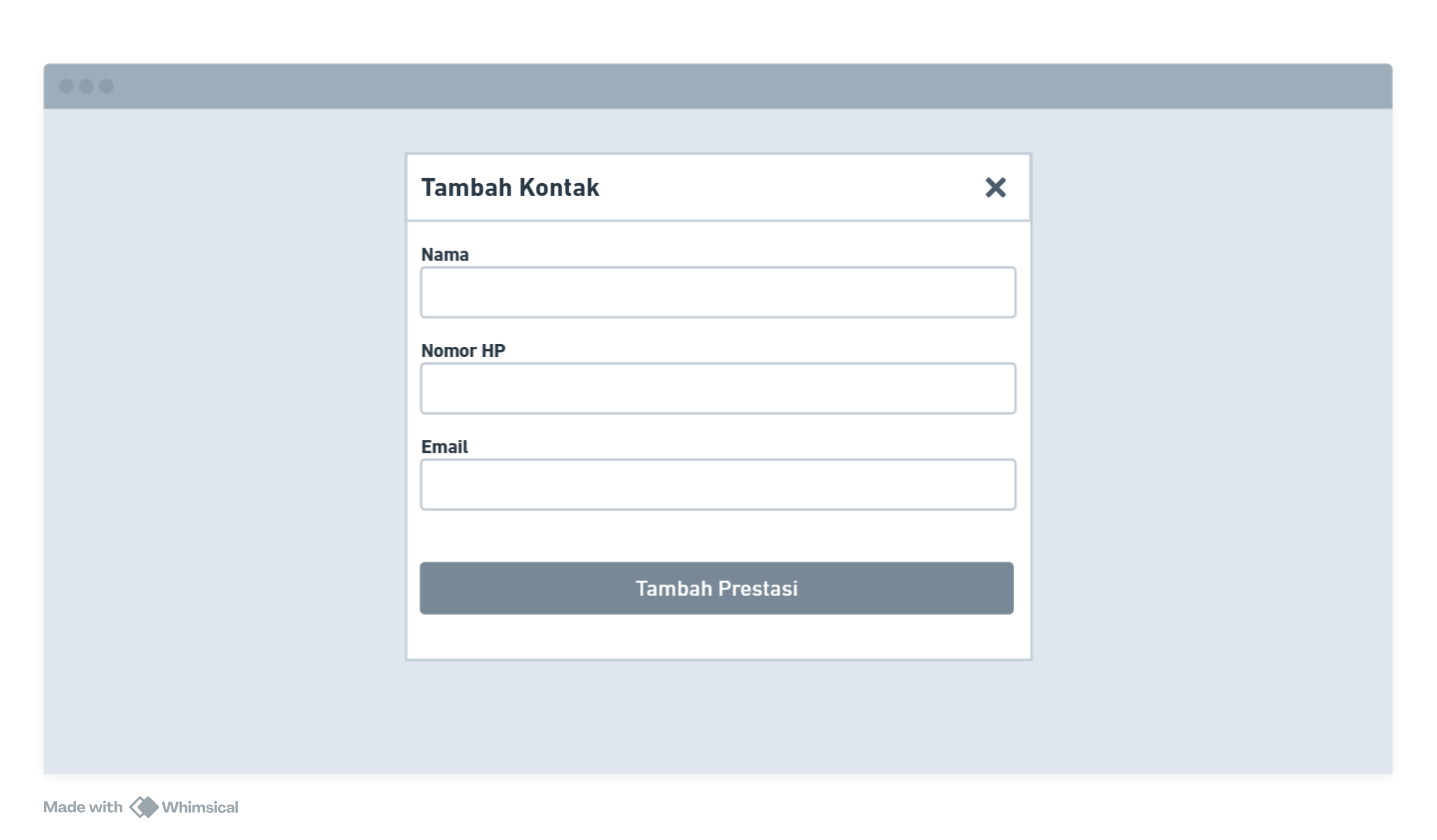 Tambah Kontak
Nama
Nomor HP
Email
Tambah Prestasi
Made with Whimsical